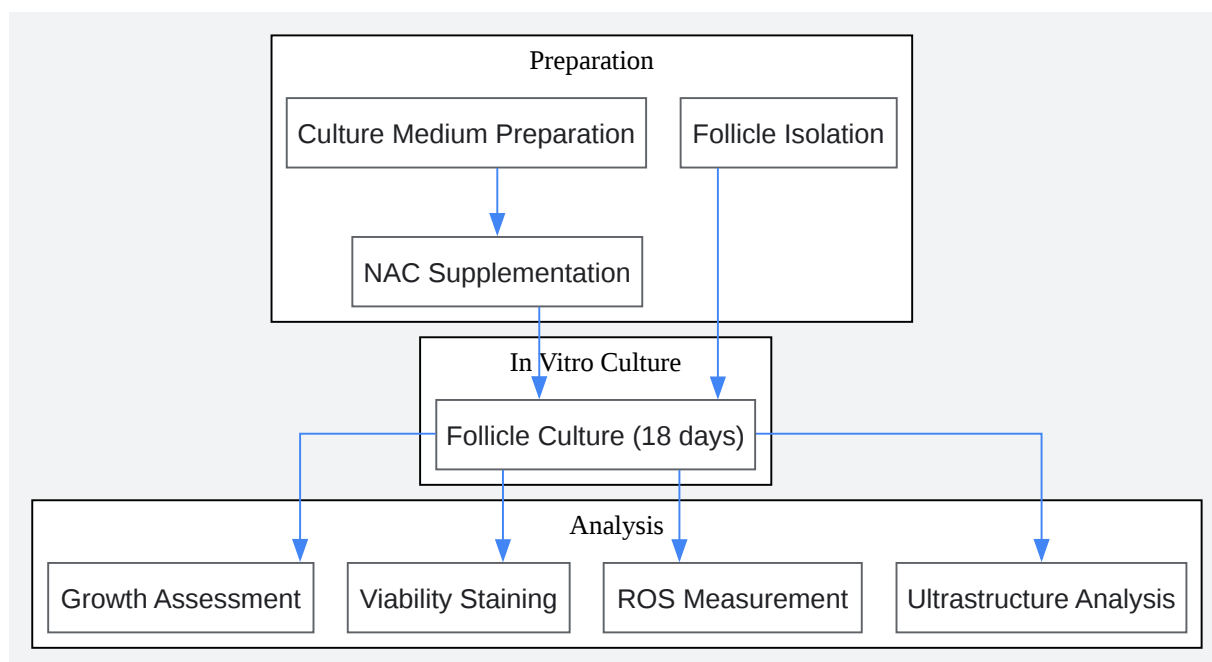 Preparation
Culture Medium Preparation
Follicle Isolation
NAC Supplementation
In Vitro Culture
Follicle Culture (18 days)
Analysis
Growth Assessment
Viability Staining
ROS Measurement
Ultrastructure Analysis